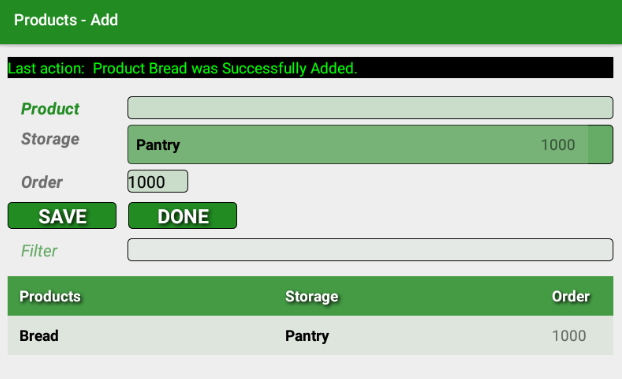 Products - Add
Last action:  Product Bread was Successfully Added.
Product
Storage
Pantry 1000
Order 1000
SAVE DONE
Filter
Products Storage Order
Bread Pantry 1000